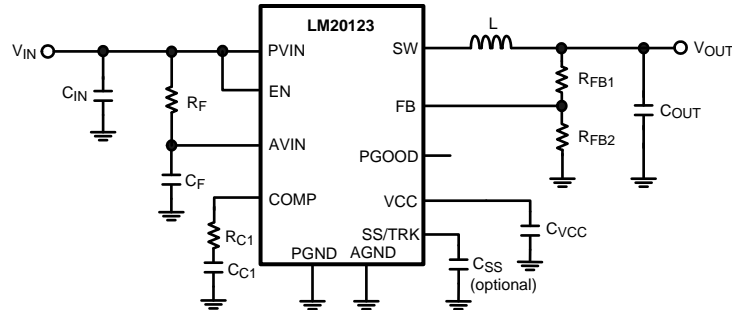 LM20123
VIN
PVIN
SW
L
VOUT
EN
CIN
RF
FB
RFB1
COUT
RFB2
AVIN
PGOOD
CF
COMP
VCC
RC1
SS/TRK
CVCC
CC1
PGND
AGND
CSS
(optional)